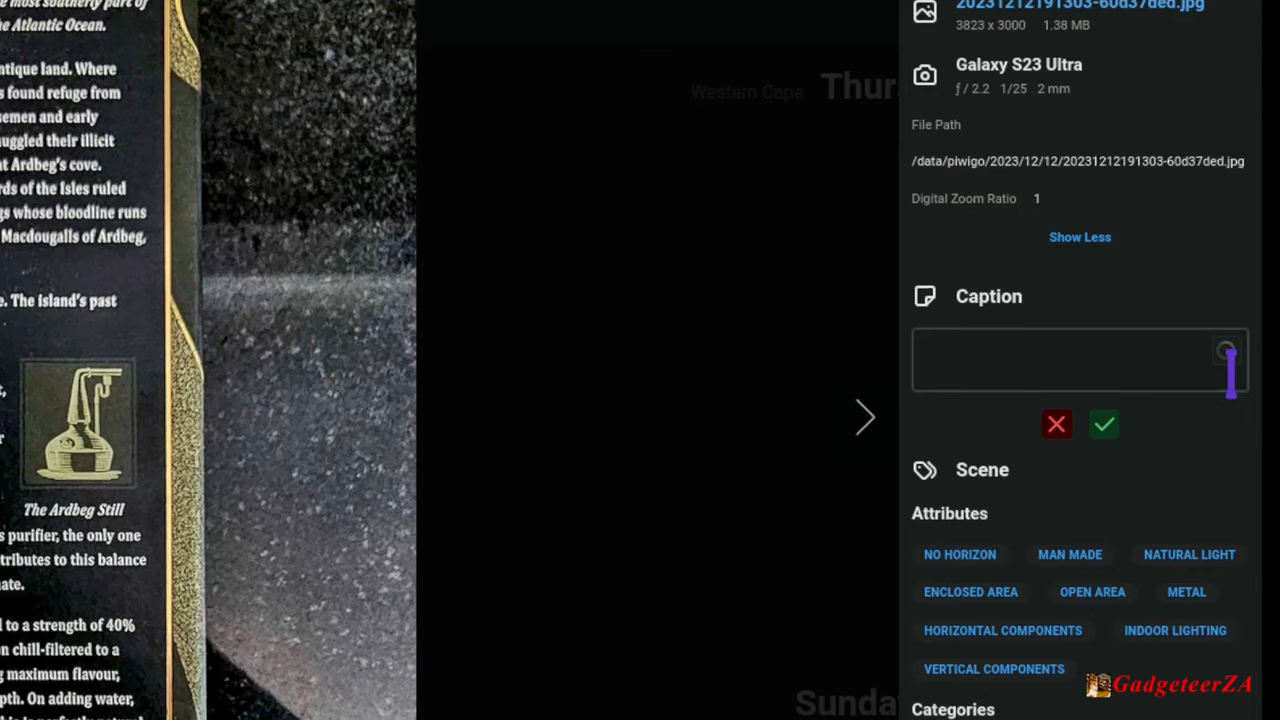 e most southerly part of
he Atlantic Ocean.
ntique land. Where
s found refuge from
semen and early
nuggled their illicit
at Ardbeg's cove.
rds of the Isles ruled
gs whose bloodline runs
Macdougalls of Ardbeg,
e. The island's past
t,
r
The Ardbeg Still
s purifier, the only one
tributes to this balance
uate.
l to a strength of 40%
n chill-filtered to a
g maximum flavour,
pth. On adding water,
Western Cape Thur
Sunda
20231212191303-60d37ded.jpg
3823 x 3000 1.38 MB
Galaxy S23 Ultra
ƒ / 2.2 1/25 2 mm
File Path
/data/piwigo/2023/12/12/20231212191303-60d37ded.jpg
Digital Zoom Ratio 1
Show Less
Caption
Scene
Attributes
NO HORIZON MAN MADE NATURAL LIGHT
ENCLOSED AREA OPEN AREA METAL
HORIZONTAL COMPONENTS INDOOR LIGHTING
VERTICAL COMPONENTS
GadgeteerZA
Categories